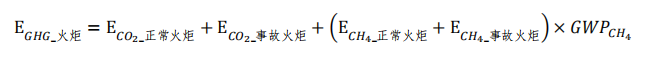 E_{GHG_火炬} = E_{CO_2_正常火炬} + E_{CO_2_事故火炬} + (E_{CH_4_正常火炬} + E_{CH_4_事故火炬}) × GWP_{CH_4}